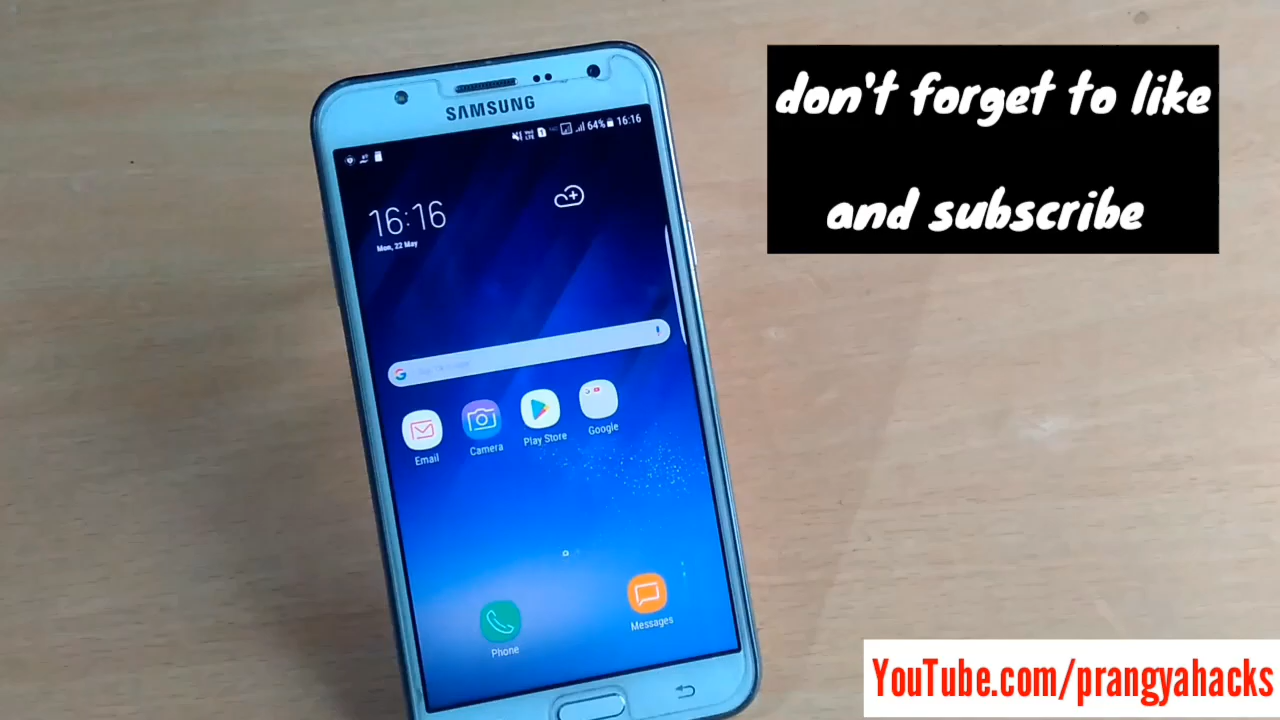 SAMSUNG
64% 16:16
16:16
Mon, 22 May
Email
Camera
Play Store
Google
Phone
Messages
don't forget to like
and subscribe
YouTube.com/prangyahacks